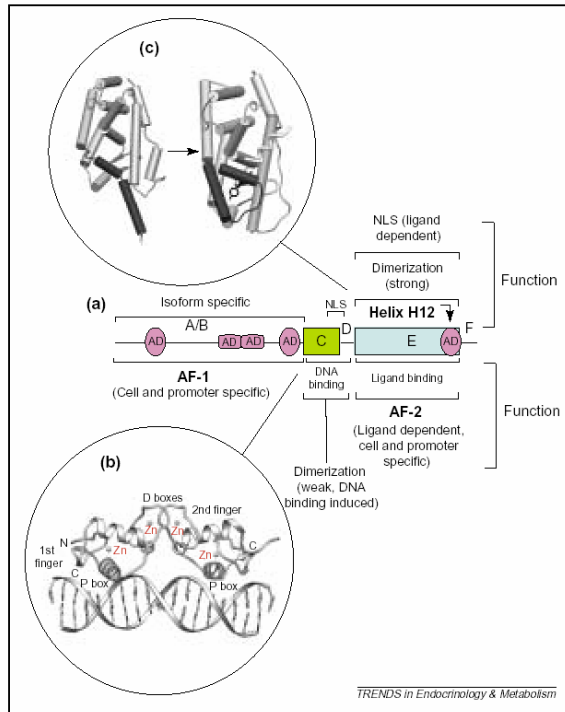 (c)
NLS (ligand
dependent)
Dimerization
(strong)
Function
(a)
Isoform specific
NLS
Helix H12
A/B
D
F
AD
AD
AD
AD
C
E
AD
AF-1
(Cell and promoter specific)
DNA
binding
Ligand binding
AF-2
(Ligand dependent,
cell and promoter
specific)
Function
Dimerization
(weak, DNA
binding induced)
(b)
D boxes
2nd finger
N
Zn
Zn
Zn
Zn
C
1st
finger
C
P box
P box
TRENDS in Endocrinology & Metabolism